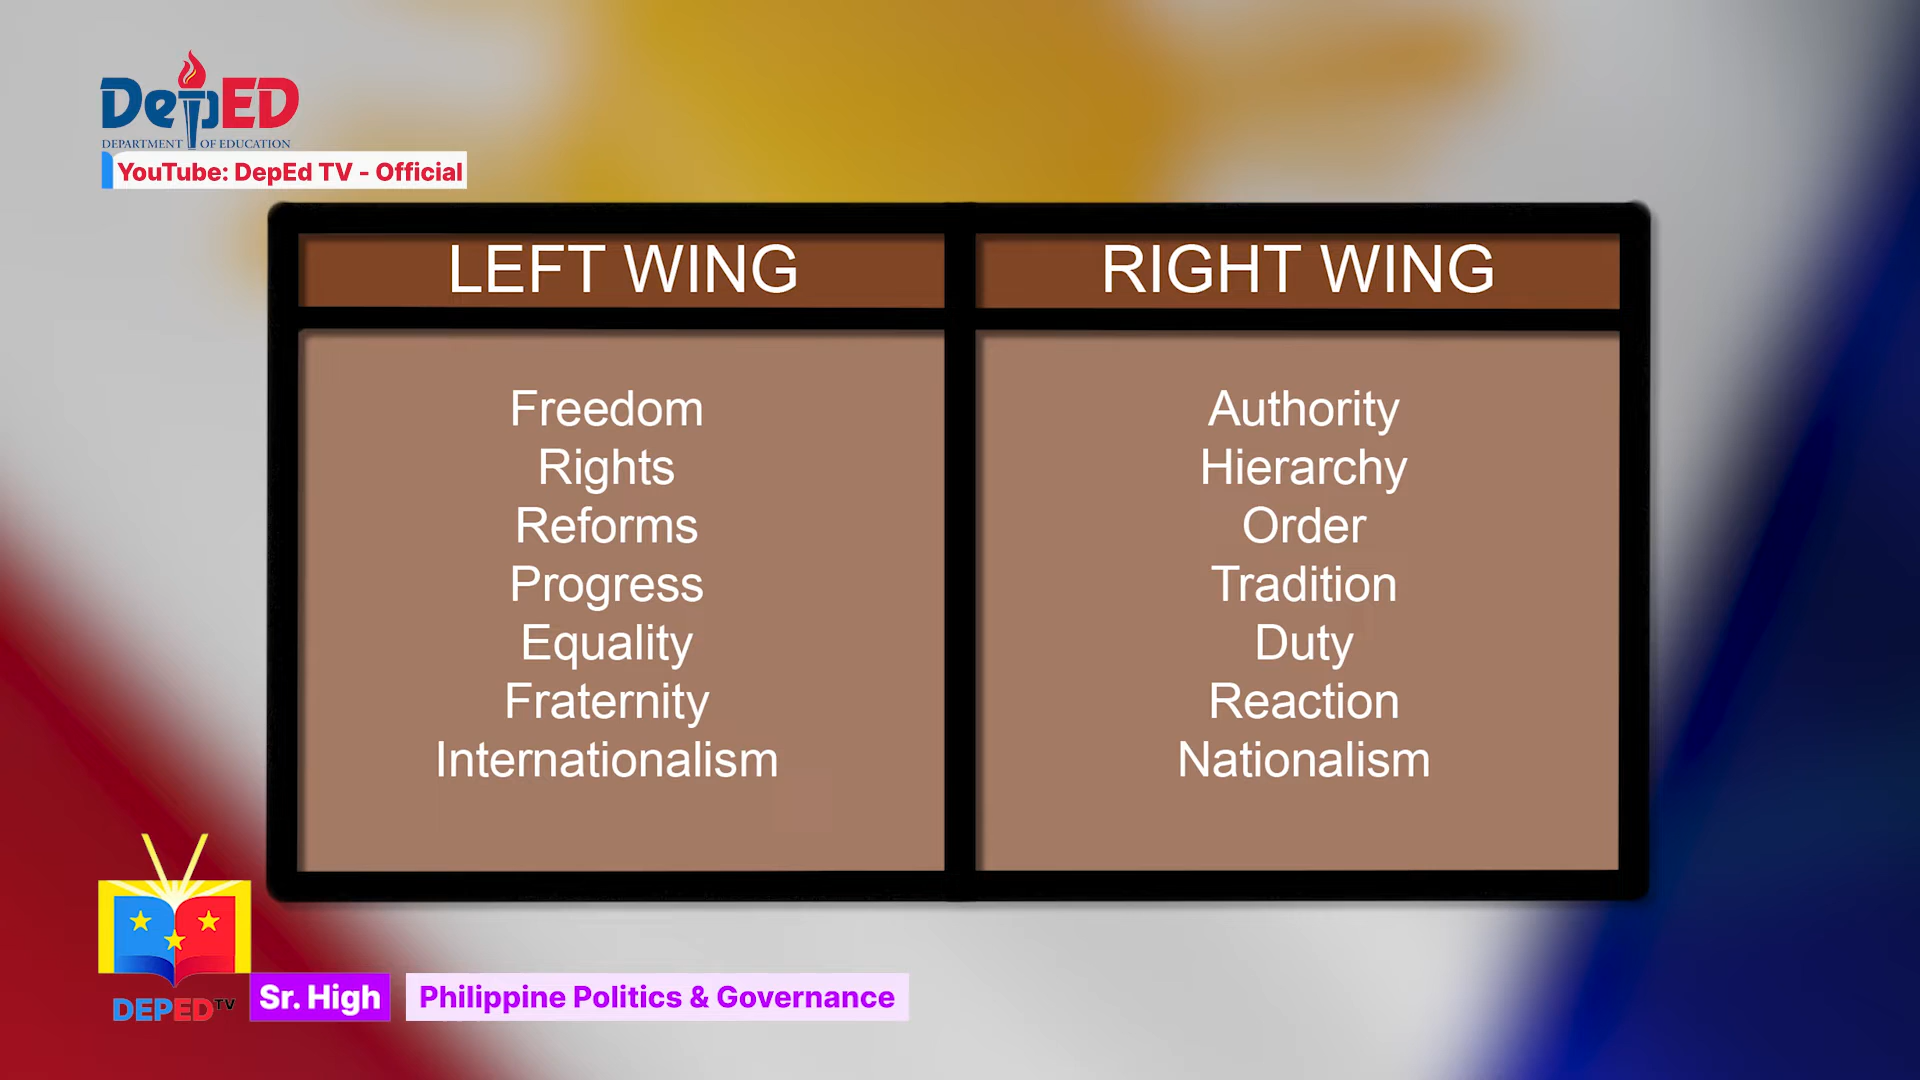 DepED
DEPARTMENT OF EDUCATION
YouTube: DepEd TV - Official
LEFT WING
Freedom
Rights
Reforms
Progress
Equality
Fraternity
Internationalism
RIGHT WING
Authority
Hierarchy
Order
Tradition
Duty
Reaction
Nationalism
DEPED TV
Sr. High
Philippine Politics & Governance